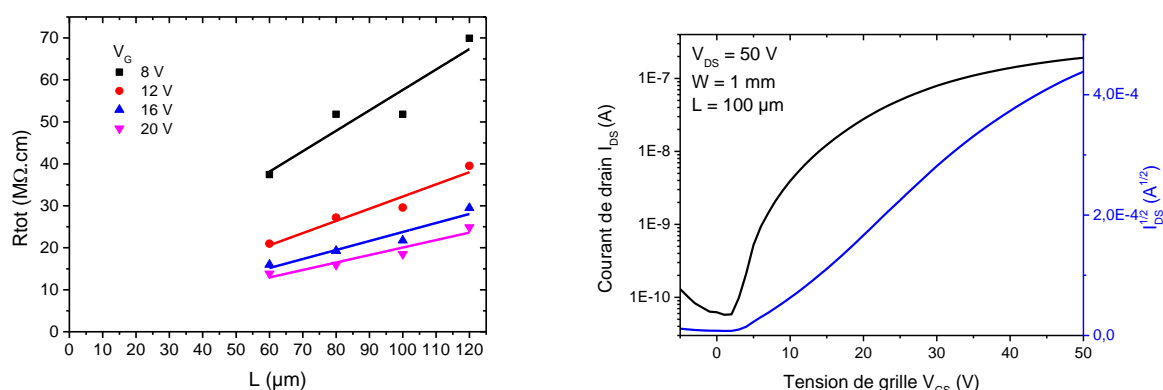 70
60
50
40
30
20
10
0
Rtot (MΩ.cm)
V_G
8 V
12 V
16 V
20 V
0 10 20 30 40 50 60 70 80 90 100 110 120
L (µm)
V_DS = 50 V
W = 1 mm
L = 100 µm
1E-7
1E-8
1E-9
1E-10
Courant de drain I_DS (A)
4,0E-4
2,0E-4
0,0
I_DS^1/2 (A^1/2)
0 10 20 30 40 50
Tension de grille V_GS (V)